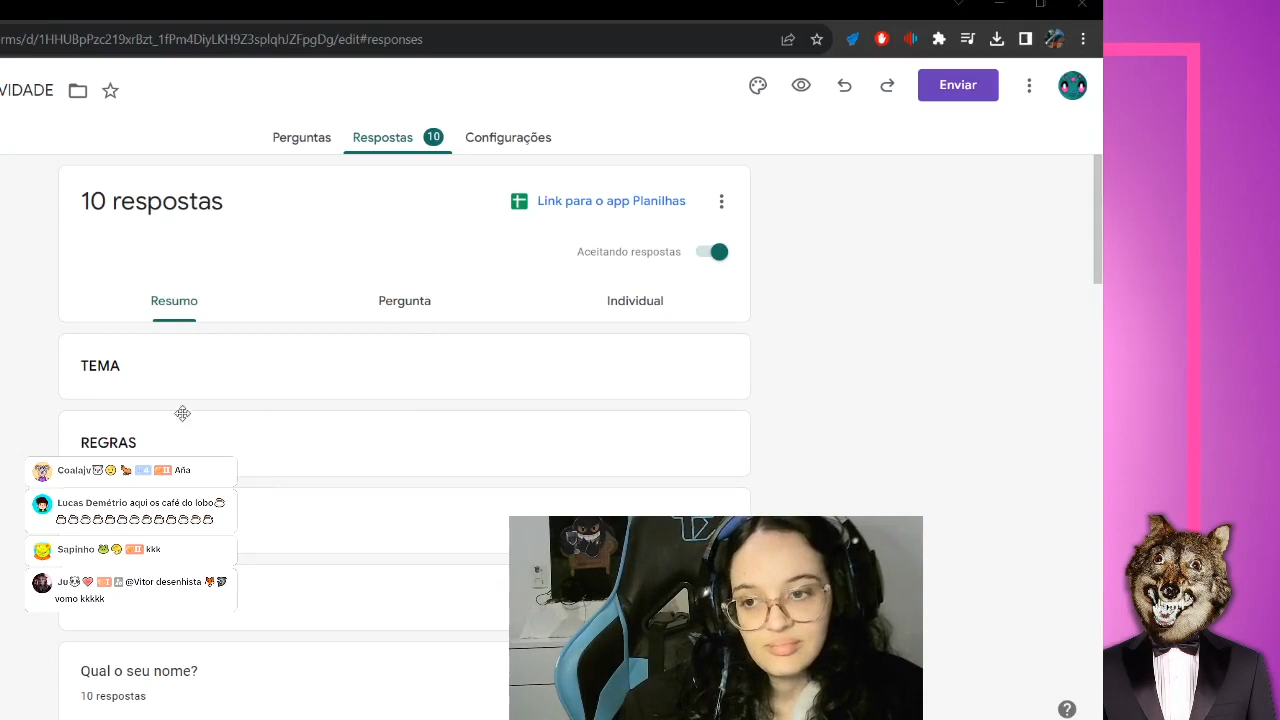 rms/d/1HHUBpPzc219xrBzt_1fPm4DiyLKH9Z3splqhJZFpgDg/edit#responses
VIDADE
Enviar
Perguntas
Respostas
10
Configurações
10 respostas
Link para o app Planilhas
Aceitando respostas
Resumo
Pergunta
Individual
TEMA
REGRAS
Coalajv Aña
Lucas Demétrio aqui os café do lobo
Sapinho kkk
Ju @Vitor desenhista
vomo kkkkk
Qual o seu nome?
10 respostas